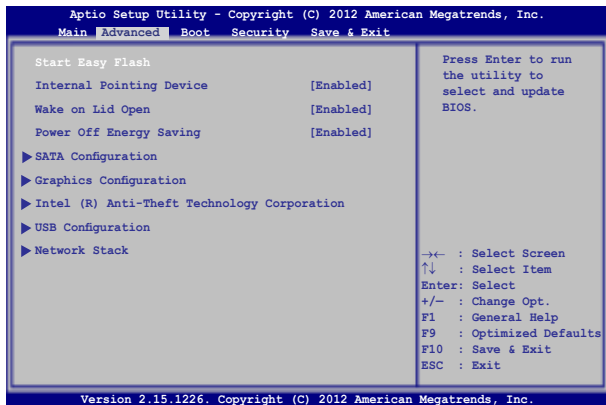 Aptio Setup Utility - Copyright (C) 2012 American Megatrends, Inc.
Main Advanced Boot Security Save & Exit
Start Easy Flash
Internal Pointing Device [Enabled]
Wake on Lid Open [Enabled]
Power Off Energy Saving [Enabled]
SATA Configuration
Graphics Configuration
Intel (R) Anti-Theft Technology Corporation
USB Configuration
Network Stack
Press Enter to run
the utility to
select and update
BIOS.
→← : Select Screen
↑↓ : Select Item
Enter: Select
+/— : Change Opt.
F1 : General Help
F9 : Optimized Defaults
F10 : Save & Exit
ESC : Exit
Version 2.15.1226. Copyright (C) 2012 American Megatrends, Inc.